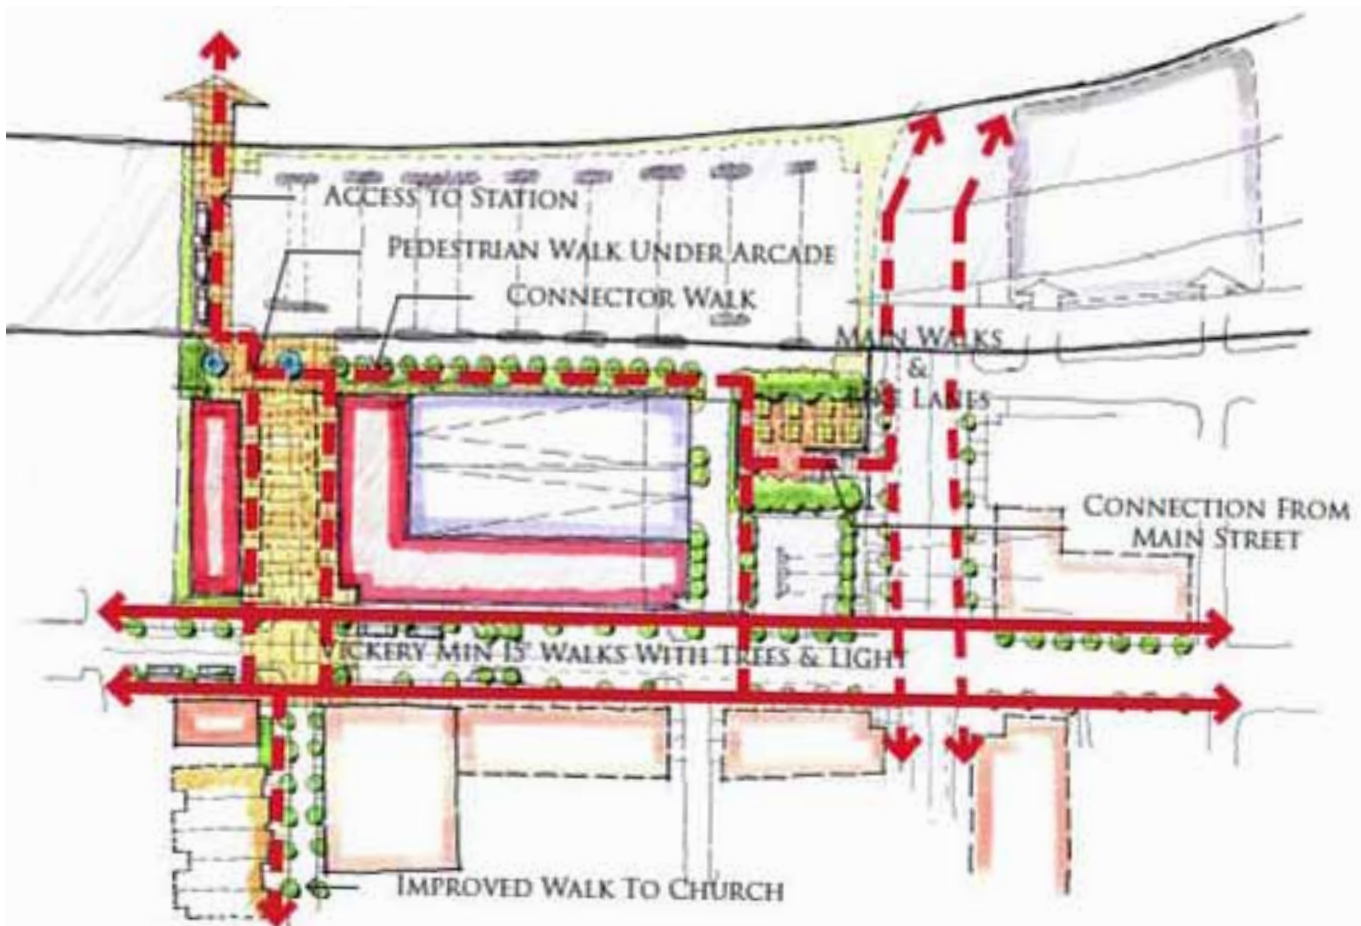 ACCESS TO STATION
PEDESTRIAN WALK UNDER ARCADE
CONNECTOR WALK
MAIN WALKS
&
LANES
CONNECTION FROM
MAIN STREET
VICKERY MIN 15' WALKS WITH TREES & LIGHT
IMPROVED WALK TO CHURCH